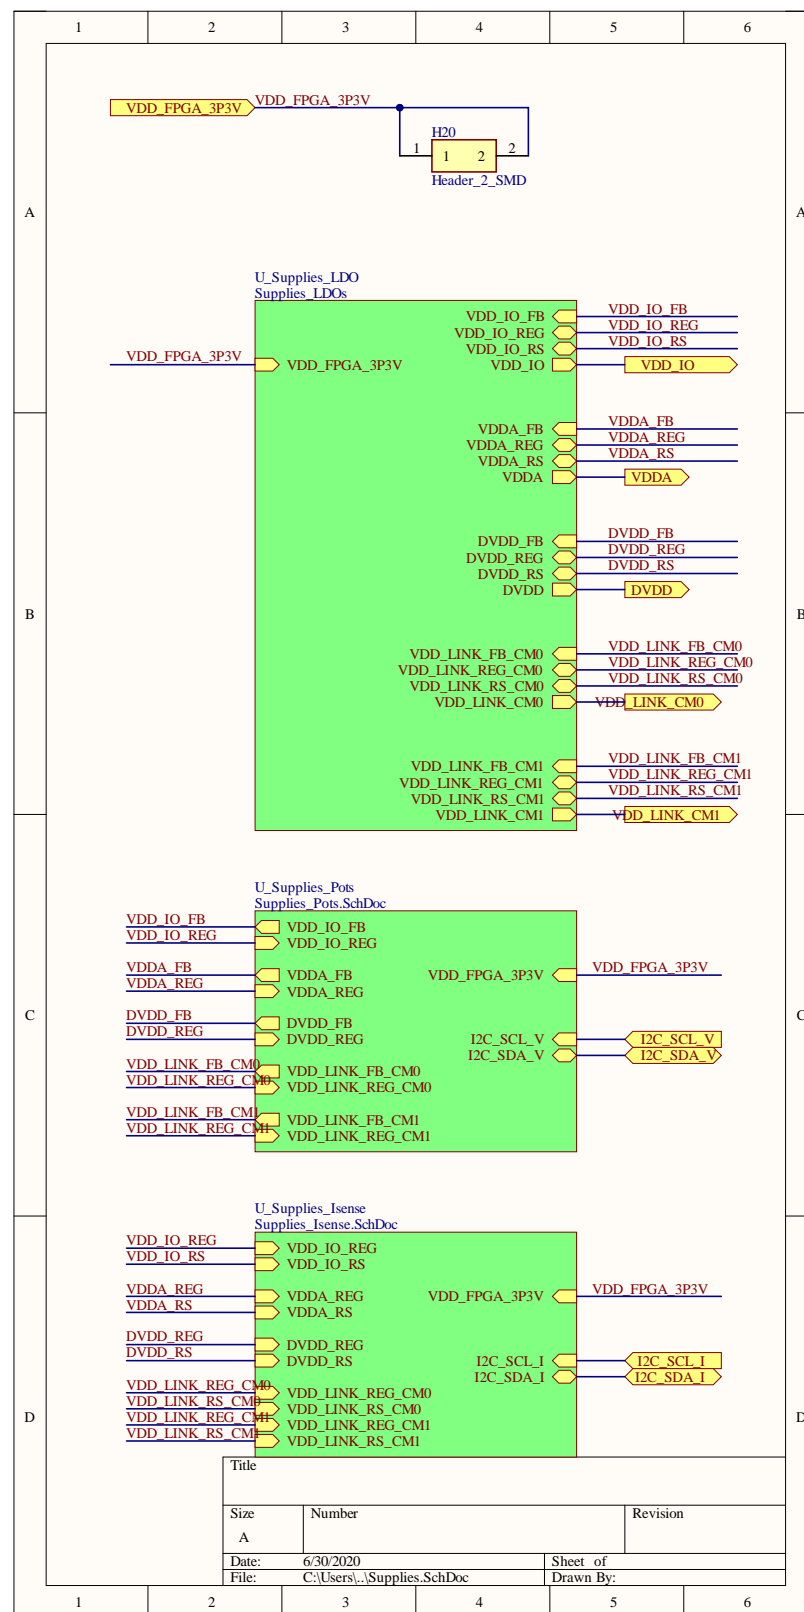 1 2 3 4 5 6
VDD_FPGA_3P3V VDD_FPGA_3P3V
H20
1 1 2 2
Header_2_SMD
A A
U_Supplies_LDO
Supplies_LDOs
VDD_IO_FB VDD_IO_FB
VDD_IO_REG VDD_IO_REG
VDD_IO_RS VDD_IO_RS
VDD_FPGA_3P3V VDD_FPGA_3P3V VDD_IO VDD_IO
VDDA_FB VDDA_FB
VDDA_REG VDDA_REG
VDDA_RS VDDA_RS
VDDA VDDA
DVDD_FB DVDD_FB
DVDD_REG DVDD_REG
DVDD_RS DVDD_RS
DVDD DVDD
B B
VDD_LINK_FB_CM0 VDD_LINK_FB_CM0
VDD_LINK_REG_CM0 VDD_LINK_REG_CM0
VDD_LINK_RS_CM0 VDD_LINK_RS_CM0
VDD_LINK_CM0 VDD_LINK_CM0
VDD_LINK_FB_CM1 VDD_LINK_FB_CM1
VDD_LINK_REG_CM1 VDD_LINK_REG_CM1
VDD_LINK_RS_CM1 VDD_LINK_RS_CM1
VDD_LINK_CM1 VDD_LINK_CM1
U_Supplies_Pots
Supplies_Pots.SchDoc
VDD_IO_FB VDD_IO_FB
VDD_IO_REG VDD_IO_REG
VDDA_FB VDDA_FB VDD_FPGA_3P3V VDD_FPGA_3P3V
VDDA_REG VDDA_REG
C C
DVDD_FB DVDD_FB
DVDD_REG DVDD_REG I2C_SCL_V I2C_SCL_V
I2C_SDA_V I2C_SDA_V
VDD_LINK_FB_CM0 VDD_LINK_FB_CM0
VDD_LINK_REG_CM0 VDD_LINK_REG_CM0
VDD_LINK_FB_CM1 VDD_LINK_FB_CM1
VDD_LINK_REG_CM1 VDD_LINK_REG_CM1
U_Supplies_Isense
Supplies_Isense.SchDoc
VDD_IO_REG VDD_IO_REG
VDD_IO_RS VDD_IO_RS
VDDA_REG VDDA_REG VDD_FPGA_3P3V VDD_FPGA_3P3V
VDDA_RS VDDA_RS
DVDD_REG DVDD_REG
DVDD_RS DVDD_RS I2C_SCL_I I2C_SCL_I
I2C_SDA_I I2C_SDA_I
VDD_LINK_REG_CM0 VDD_LINK_REG_CM0
VDD_LINK_RS_CM0 VDD_LINK_RS_CM0
VDD_LINK_REG_CM1 VDD_LINK_REG_CM1
VDD_LINK_RS_CM1 VDD_LINK_RS_CM1
D D
Title
Size Number Revision
A
Date: 6/30/2020 Sheet of
File: C:\Users\..\Supplies.SchDoc Drawn By:
1 2 3 4 5 6